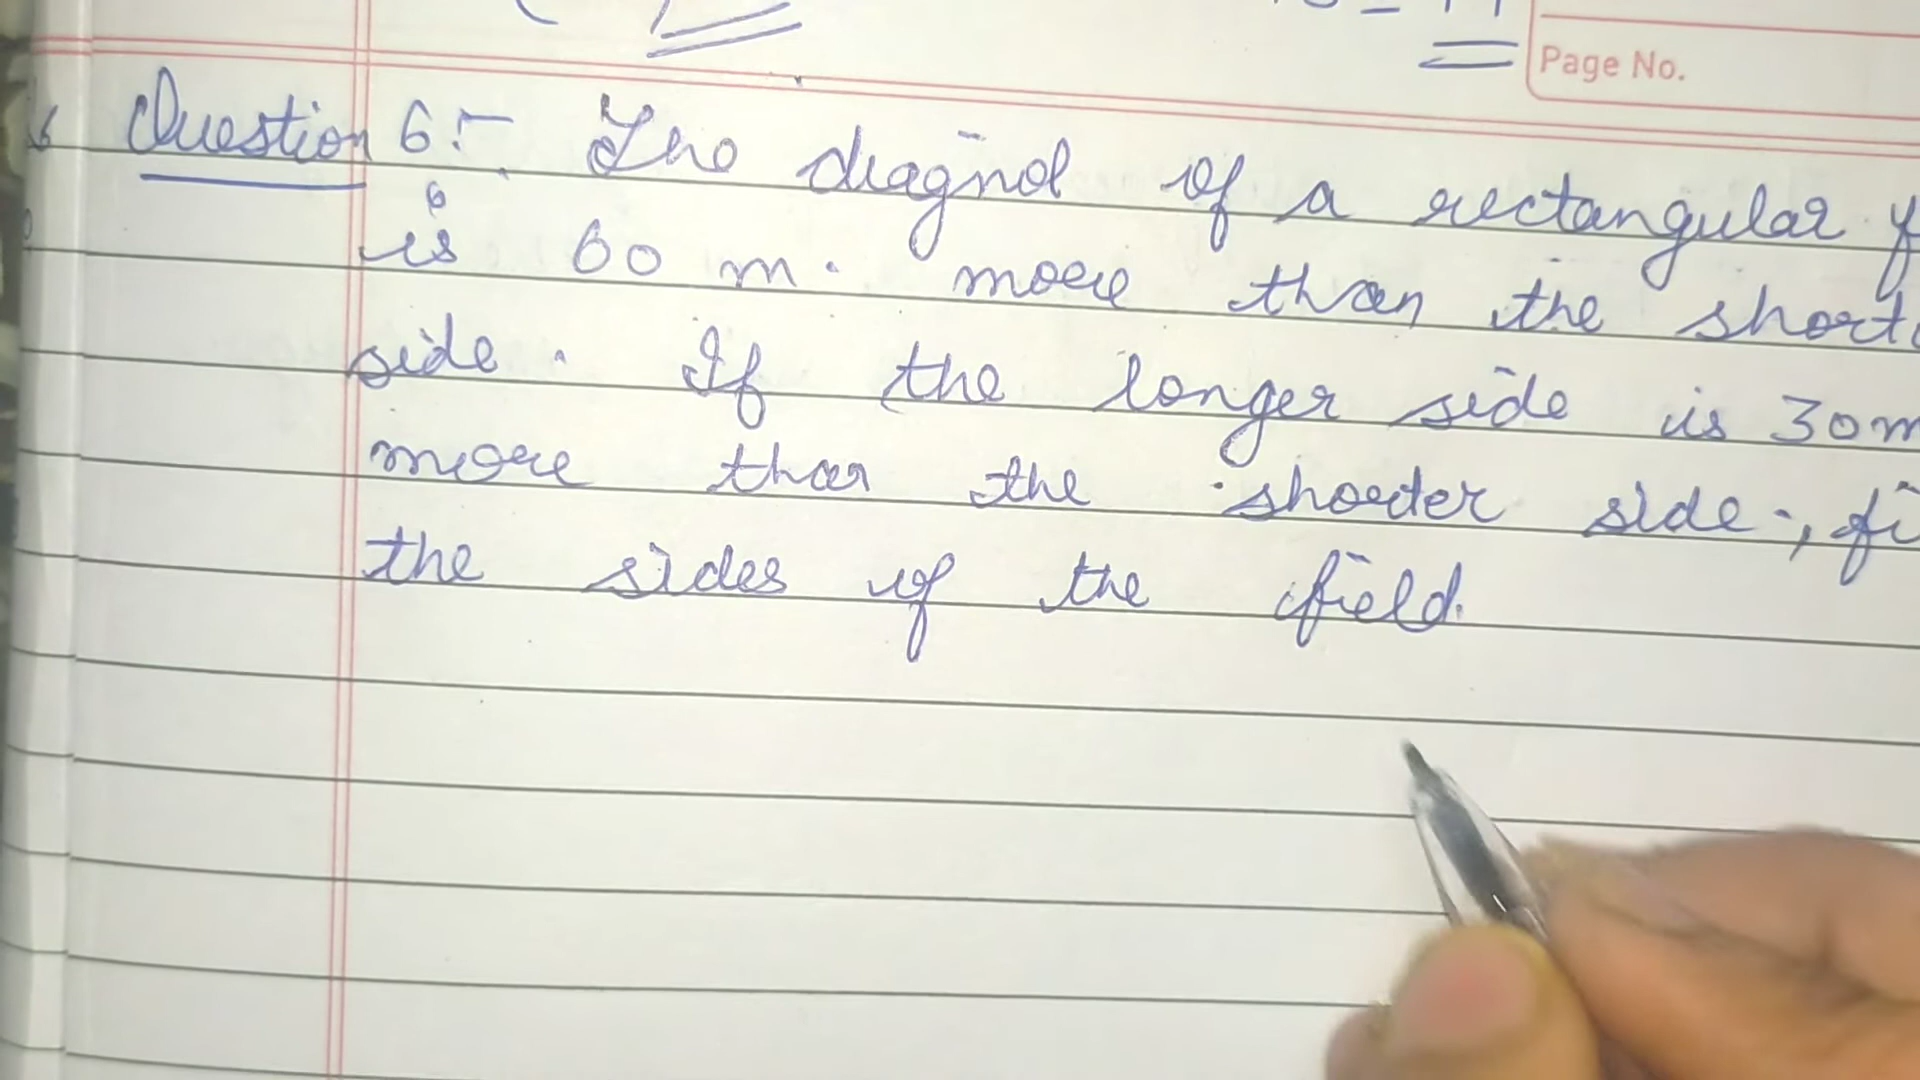 Page No.
Question 6:- The diagnol of a rectangular
is 60 m. more than the short
side. If the longer side is 30m
more than the shorter side, fi
the sides of the field.